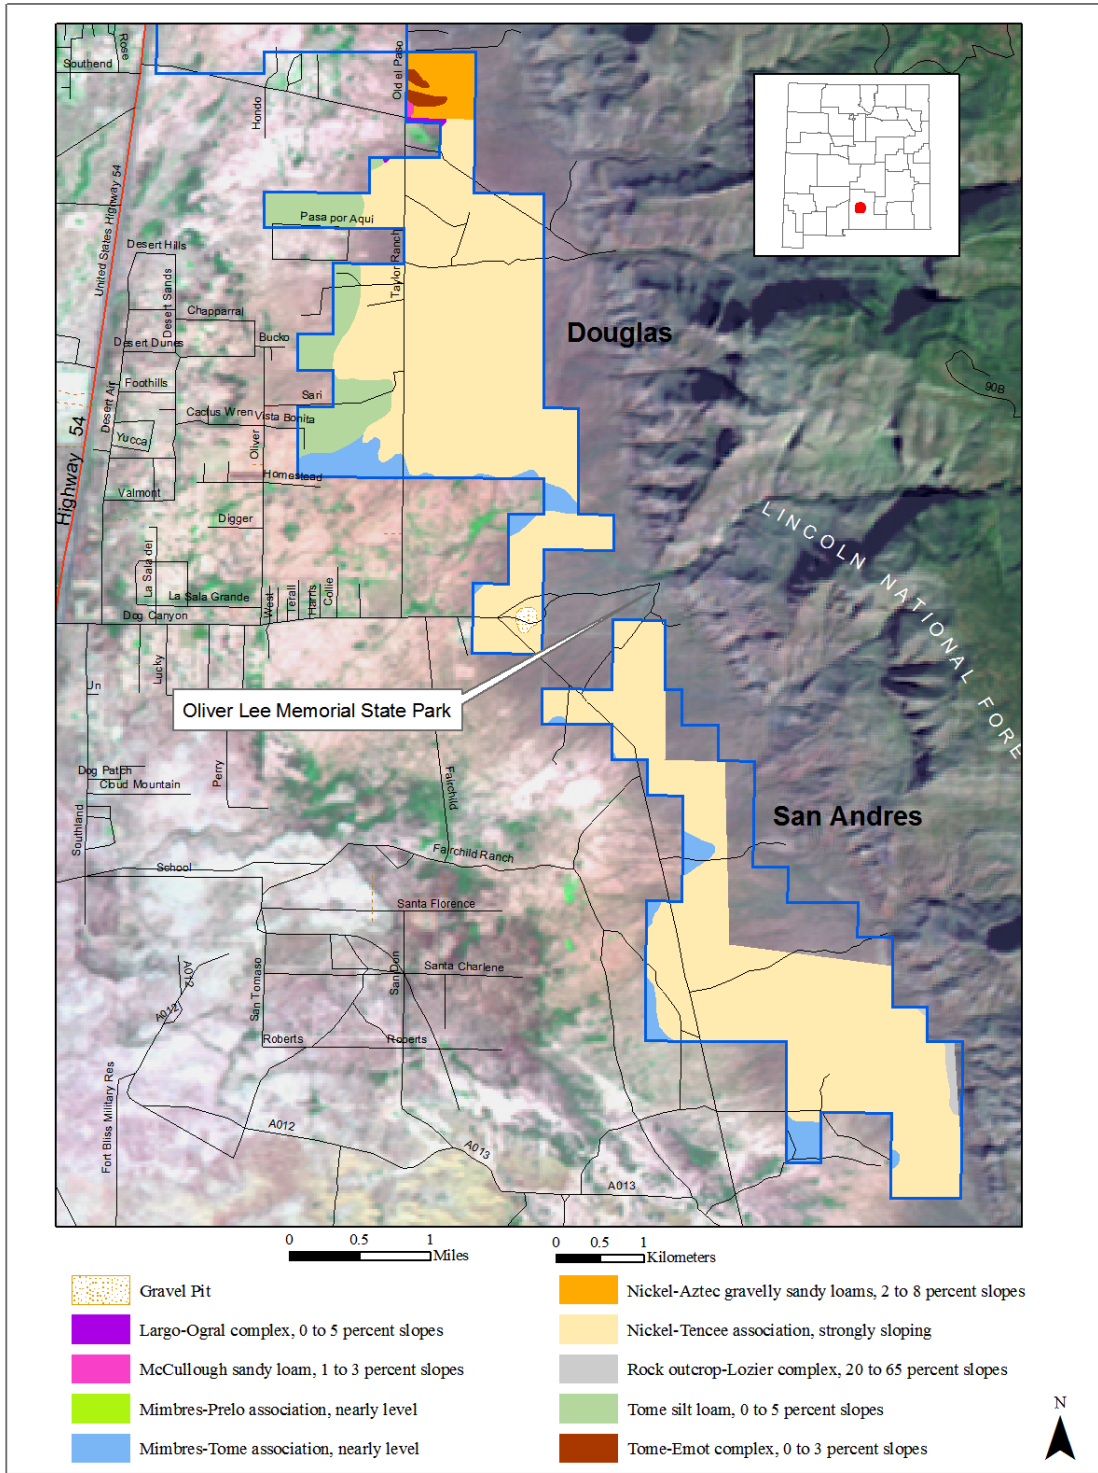 Rose
Southend
Old el Paso
Hondo
United States Highway 54
Pasa por Aqui
Desert Hills
Taylor Ranch
Desert Sands
Chapparral
Douglas
Bucko
Desert Dunes
90B
Foothills
Sari
Desert Air
Cactus Wren
Vista Bonita
Yucca
Oliver
Highway 54
Homestead
Valmont
LINCOLN NATIONAL FORE
Digger
La Sala del
La Sala Grande
West
Terall
Harris
Collie
Dog Canyon
Lucky
Un
Oliver Lee Memorial State Park
Dog Patch
Cloud Mountain
Perry
Fairchild
San Andres
Southland
Fairchild Ranch
School
Santa Florence
A012
San Tomaso
San Don
Santa Charlene
A012
Roberts
Roberts
Fort Bliss Military Res
A012
A013
A013
0 0.5 1
Miles
0 0.5 1
Kilometers
Gravel Pit
Largo-Ogral complex, 0 to 5 percent slopes
McCullough sandy loam, 1 to 3 percent slopes
Mimbres-Prelo association, nearly level
Mimbres-Tome association, nearly level
Nickel-Aztec gravelly sandy loams, 2 to 8 percent slopes
Nickel-Tencee association, strongly sloping
Rock outcrop-Lozier complex, 20 to 65 percent slopes
Tome silt loam, 0 to 5 percent slopes
Tome-Emot complex, 0 to 3 percent slopes
N